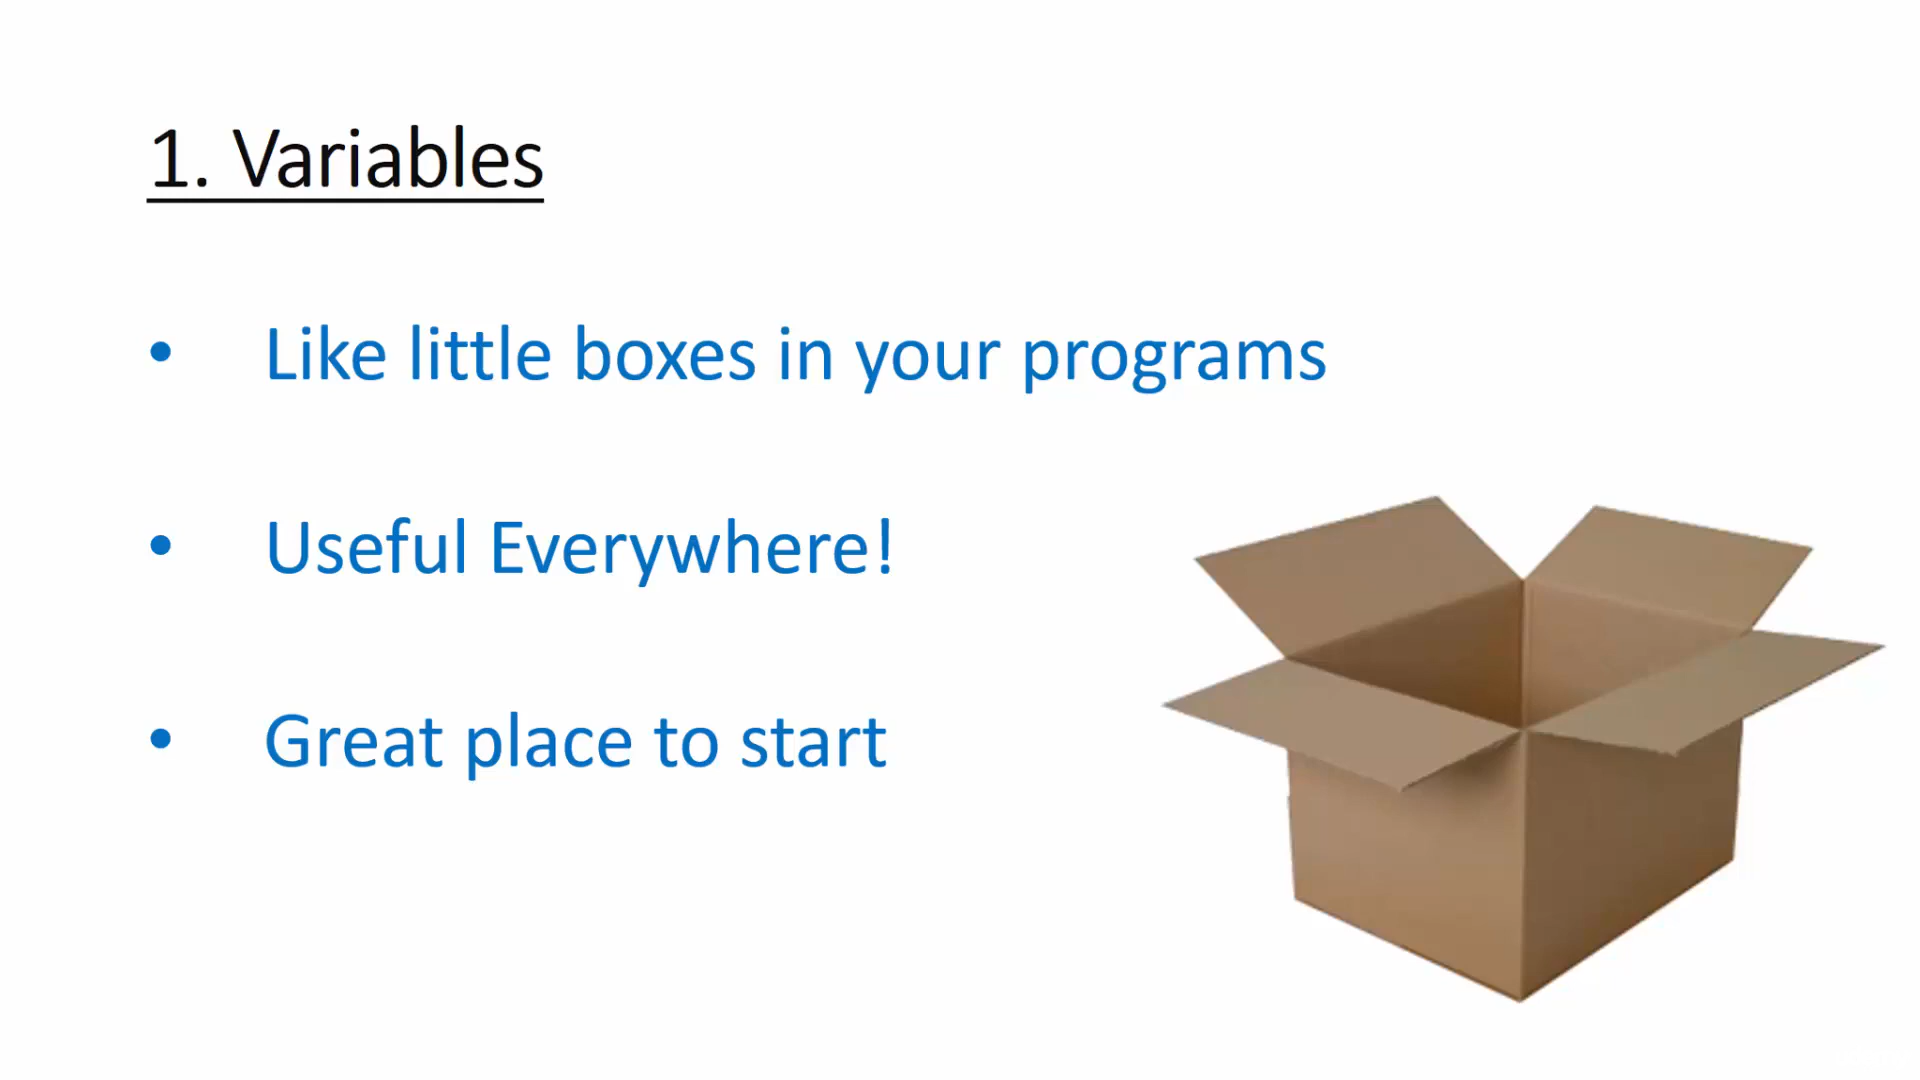 1. Variables
• Like little boxes in your programs
• Useful Everywhere!
• Great place to start